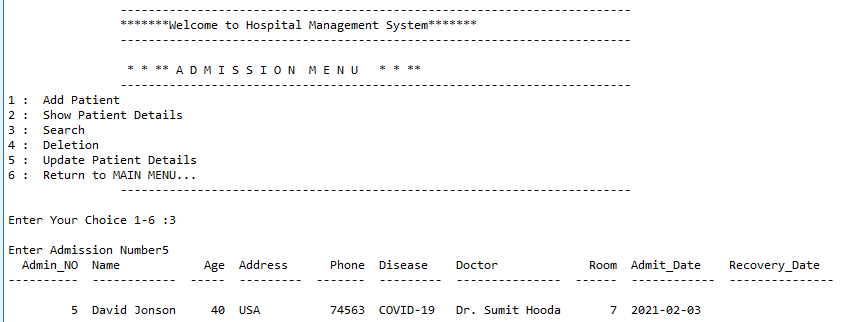 ---------------------------------------------------------------------
*******Welcome to Hospital Management System*******
---------------------------------------------------------------------
* * ** A D M I S S I O N  M E N U   * * **
---------------------------------------------------------------------
1 :  Add Patient
2 :  Show Patient Details
3 :  Search
4 :  Deletion
5 :  Update Patient Details
6 :  Return to MAIN MENU...
---------------------------------------------------------------------
Enter Your Choice 1-6 :3
Enter Admission Number5
  Admin_NO  Name            Age  Address      Phone  Disease    Doctor             Room  Admit_Date    Recovery_Date
----------  ------------  -----  ---------  -------  ---------  ---------------  ------  ------------  ---------------
         5  David Jonson     40  USA          74563  COVID-19   Dr. Sumit Hooda       7  2021-02-03